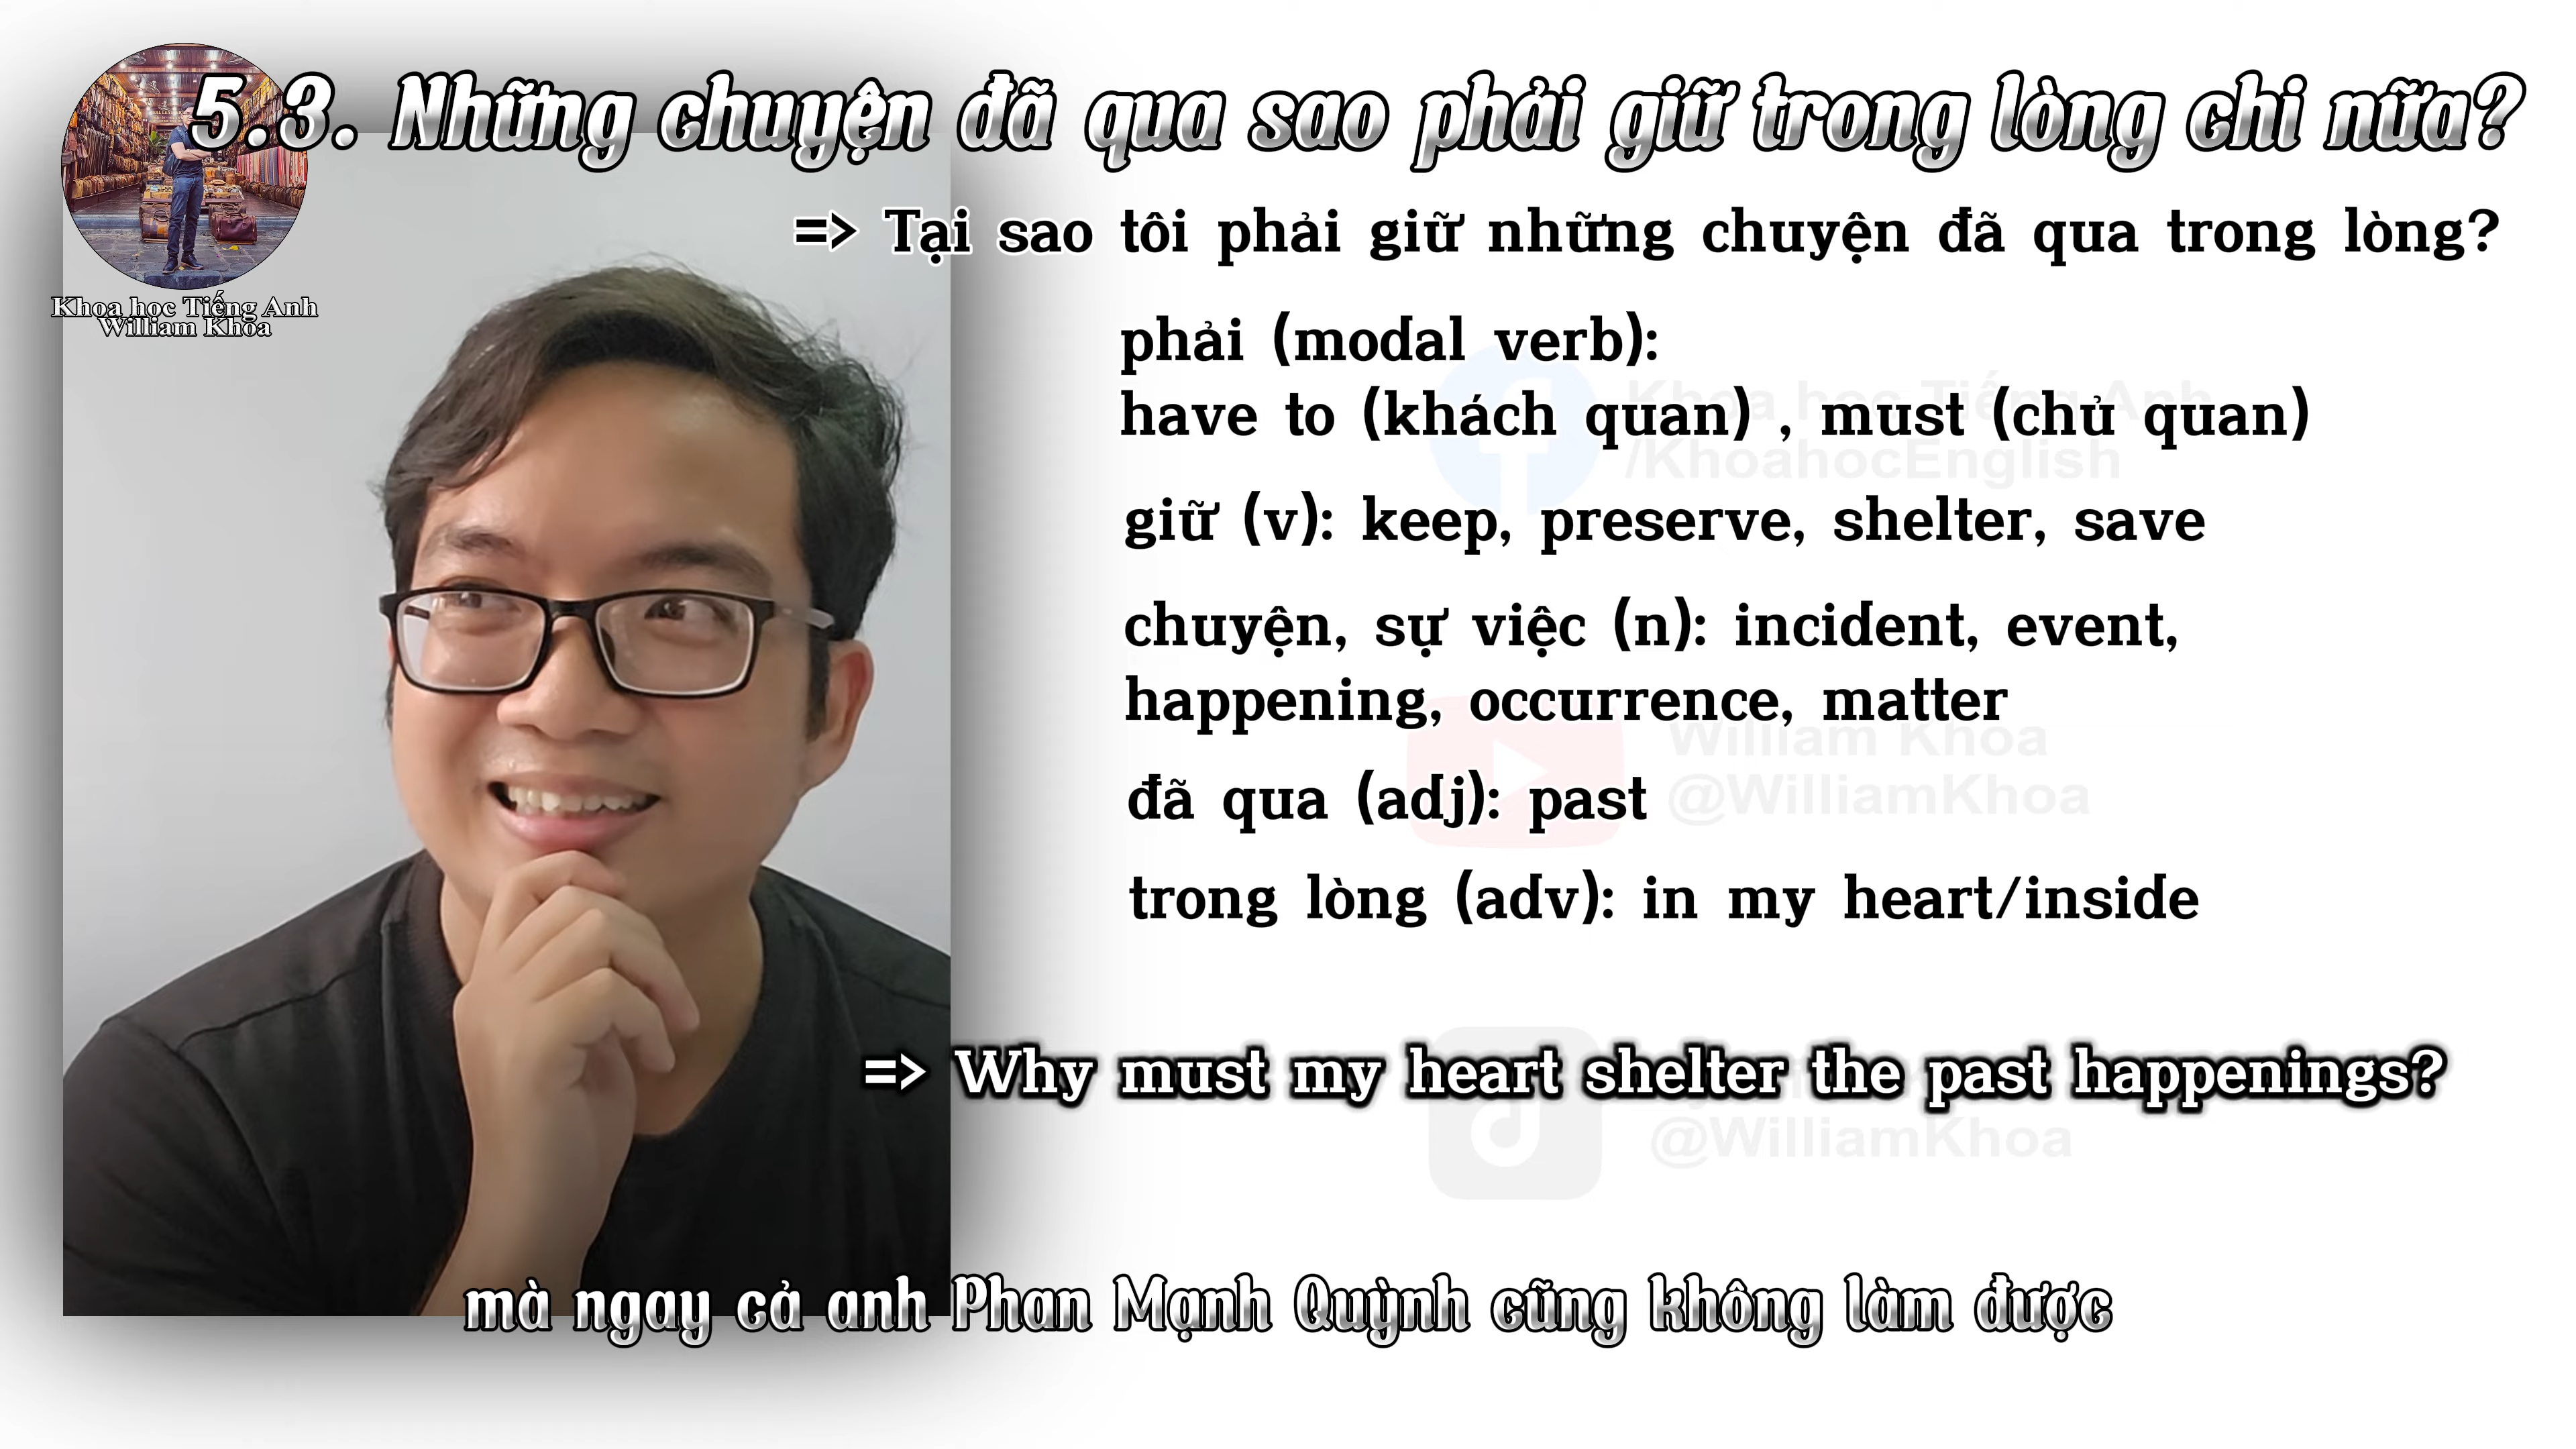 5.3. Những chuyện đã qua sao phải giữ trong lòng chi nữa?
Khoa học Tiếng Anh
William Khoa
=> Tại sao tôi phải giữ những chuyện đã qua trong lòng?
phải (modal verb):
have to (khách quan) , must (chủ quan)
Khoa học Tiếng Anh
/KhoahocEnglish
giữ (v): keep, preserve, shelter, save
chuyện, sự việc (n): incident, event,
happening, occurrence, matter
William Khoa
@WilliamKhoa
đã qua (adj): past
trong lòng (adv): in my heart/inside
=> Why must my heart shelter the past happenings?
@WilliamKhoa
mà ngay cả anh Phan Mạnh Quỳnh cũng không làm được